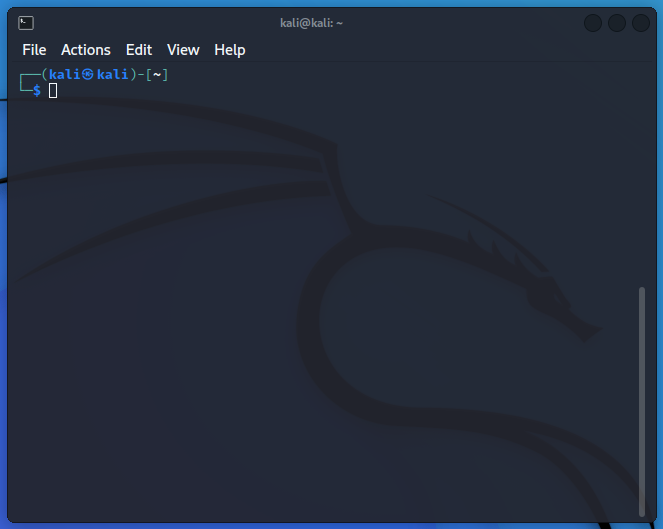 kali@kali: ~
File Actions Edit View Help
┌──(kali㉿kali)-[~]
└─$